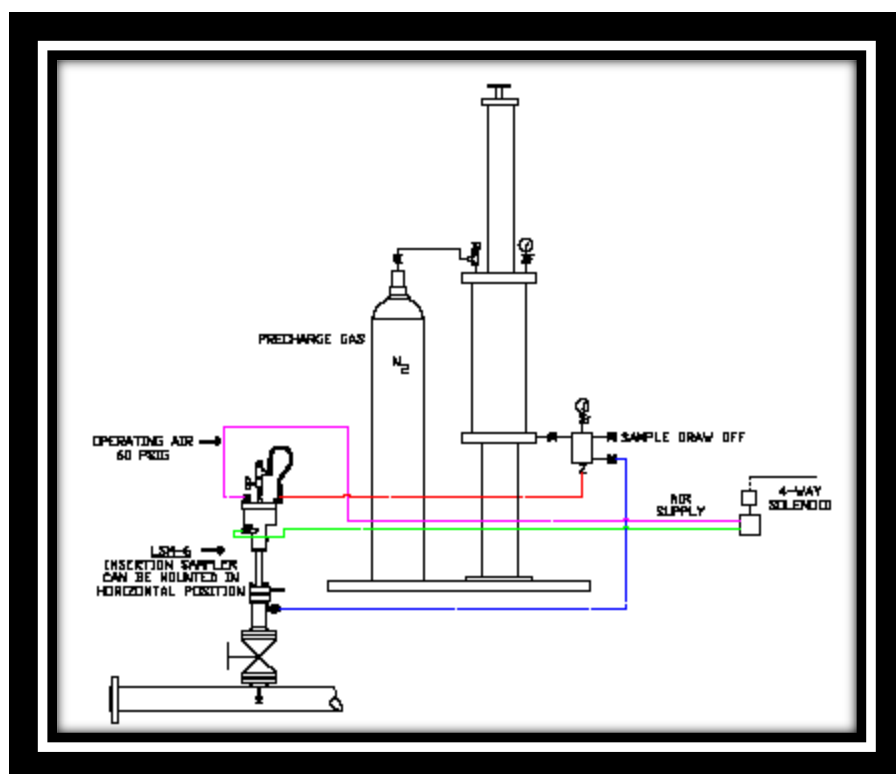 PRECHARGE GAS
N2
OPERATING AIR
60 PSIG
SAMPLE DRAW OFF
AIR
SUPPLY
4-WAY
SOLENOID
LSM-6
INSERTION SAMPLER
CAN BE MOUNTED IN
HORIZONTAL POSITION